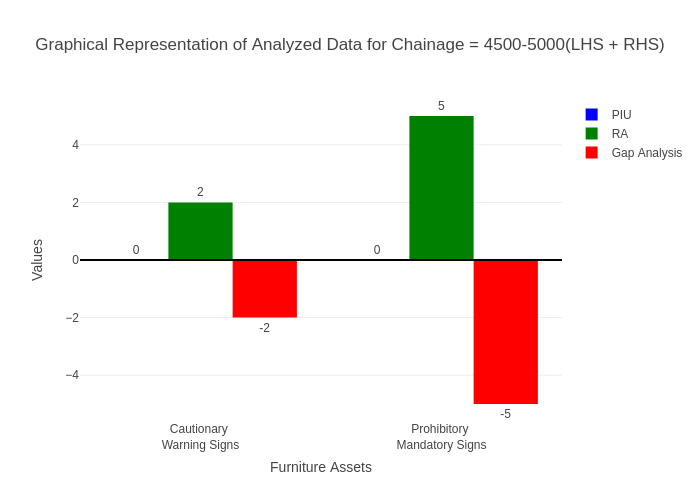 Graphical Representation of Analyzed Data for Chainage = 4500-5000(LHS + RHS)
PIU
RA
Gap Analysis
5
2
0
0
-2
-5
4
2
0
−2
−4
Values
Cautionary
Warning Signs
Prohibitory
Mandatory Signs
Furniture Assets